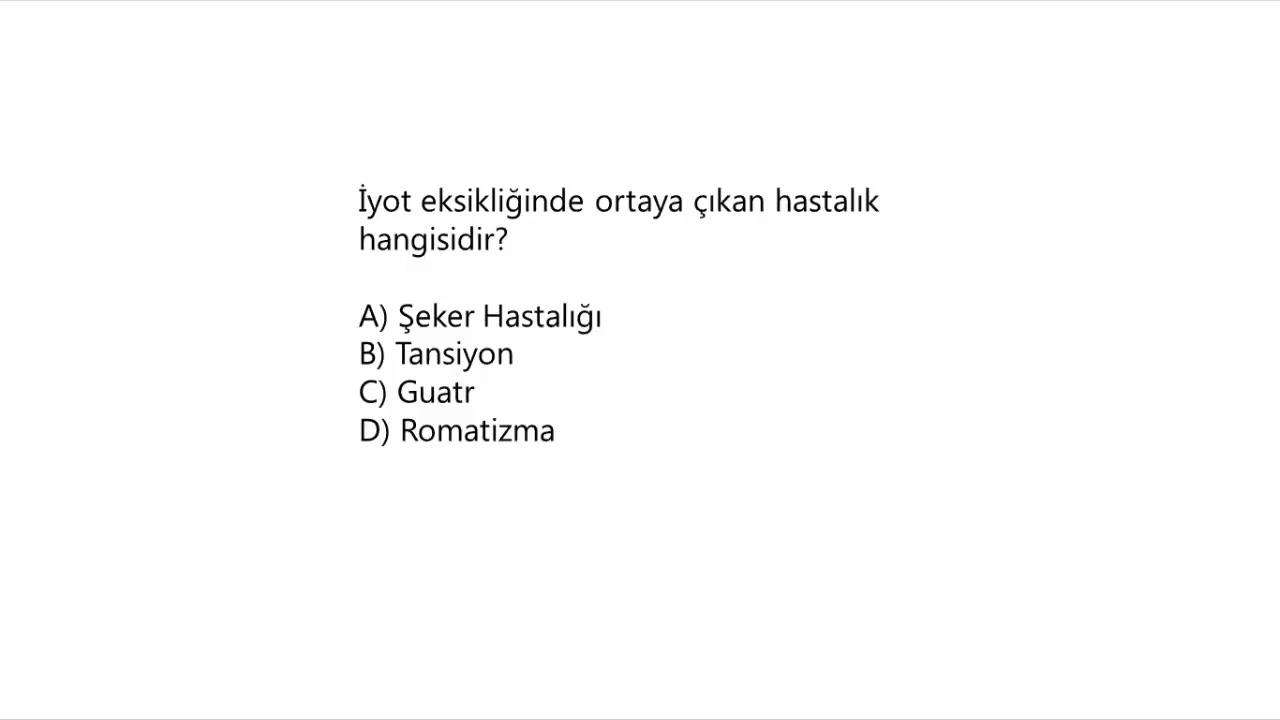 İyot eksikliğinde ortaya çıkan hastalık
hangisidir?
A) Şeker Hastalığı
B) Tansiyon
C) Guatr
D) Romatizma